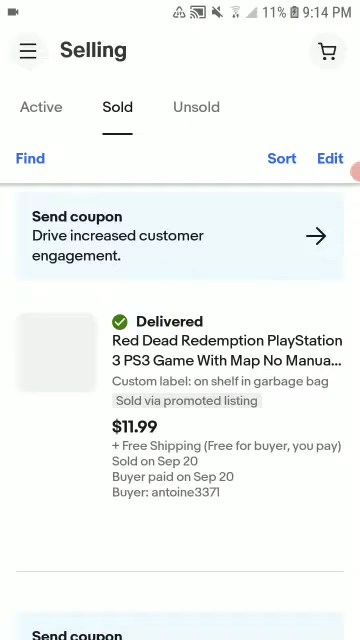 11% 9:14 PM
Selling
Active Sold Unsold
Find Sort Edit
Send coupon
Drive increased customer
engagement.
Delivered
Red Dead Redemption PlayStation
3 PS3 Game With Map No Manua...
Custom label: on shelf in garbage bag
Sold via promoted listing
$11.99
+ Free Shipping (Free for buyer, you pay)
Sold on Sep 20
Buyer paid on Sep 20
Buyer: antoine3371
Send coupon